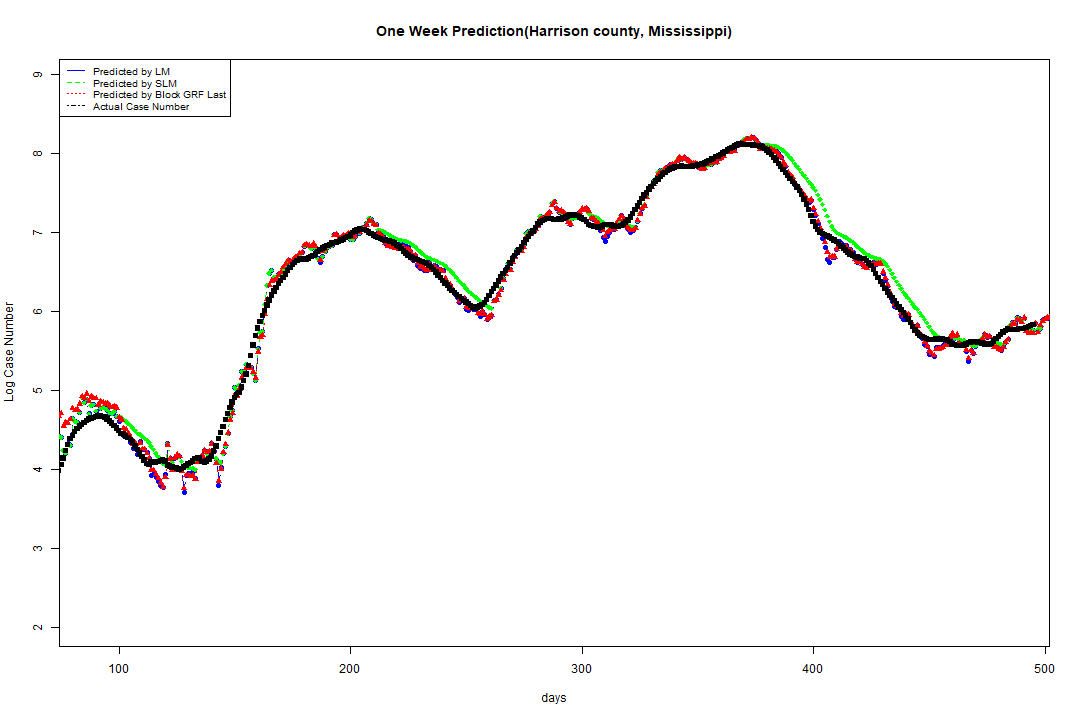 One Week Prediction(Harrison county, Mississippi)
Predicted by LM
Predicted by SLM
Predicted by Block GRF Last
Actual Case Number
Log Case Number
9
8
7
6
5
4
3
2
100 200 300 400 500
days